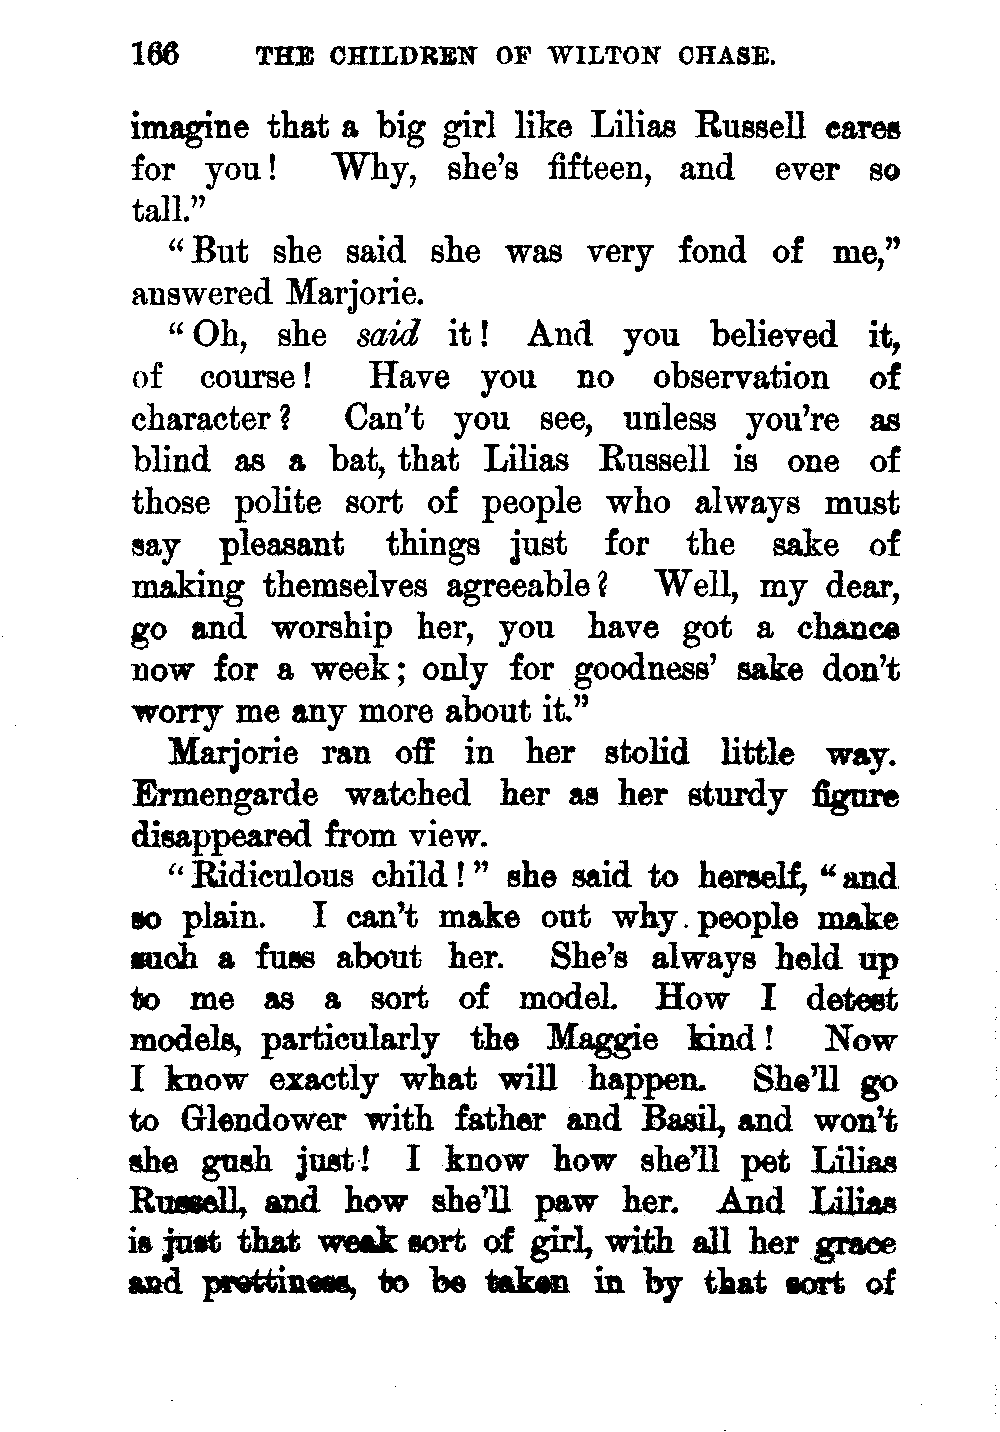 166 THE CHILDREN OF WILTON CHASE.
imagine that a big girl like Lilias Russell cares
for you! Why, she's fifteen, and ever so
tall."
"But she said she was very fond of me,"
answered Marjorie.
"Oh, she said it! And you believed it,
of course! Have you no observation of
character? Can't you see, unless you're as
blind as a bat, that Lilias Russell is one of
those polite sort of people who always must
say pleasant things just for the sake of
making themselves agreeable? Well, my dear,
go and worship her, you have got a chance
now for a week; only for goodness' sake don't
worry me any more about it."
Marjorie ran off in her stolid little way.
Ermengarde watched her as her sturdy figure
disappeared from view.
"Ridiculous child!" she said to herself, "and
so plain. I can't make out why people make
such a fuss about her. She's always held up
to me as a sort of model. How I detest
models, particularly the Maggie kind! Now
I know exactly what will happen. She'll go
to Glendower with father and Basil, and won't
she gush just! I know how she'll pet Lilias
Russell, and how she'll paw her. And Lilias
is just that weak sort of girl, with all her grace
and prettiness, to be taken in by that sort of